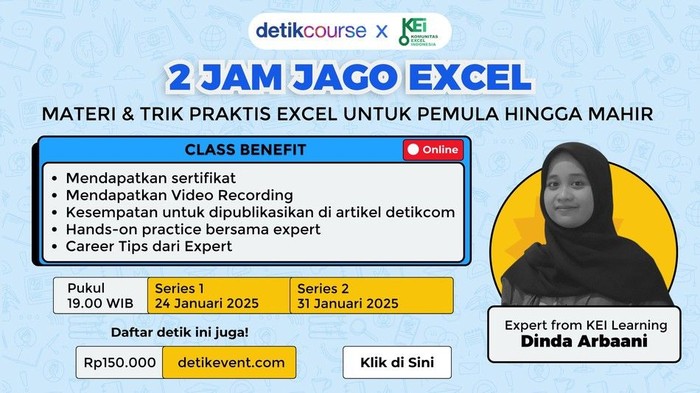 detikcourse x KEI KOMUNITAS EXCEL INDONESIA
2 JAM JAGO EXCEL
MATERI & TRIK PRAKTIS EXCEL UNTUK PEMULA HINGGA MAHIR
CLASS BENEFIT
Online
• Mendapatkan sertifikat
• Mendapatkan Video Recording
• Kesempatan untuk dipublikasikan di artikel detikcom
• Hands-on practice bersama expert
• Career Tips dari Expert
Pukul
19.00 WIB
Series 1
24 Januari 2025
Series 2
31 Januari 2025
Daftar detik ini juga!
Rp150.000
detikevent.com
Klik di Sini
Expert from KEI Learning
Dinda Arbaani